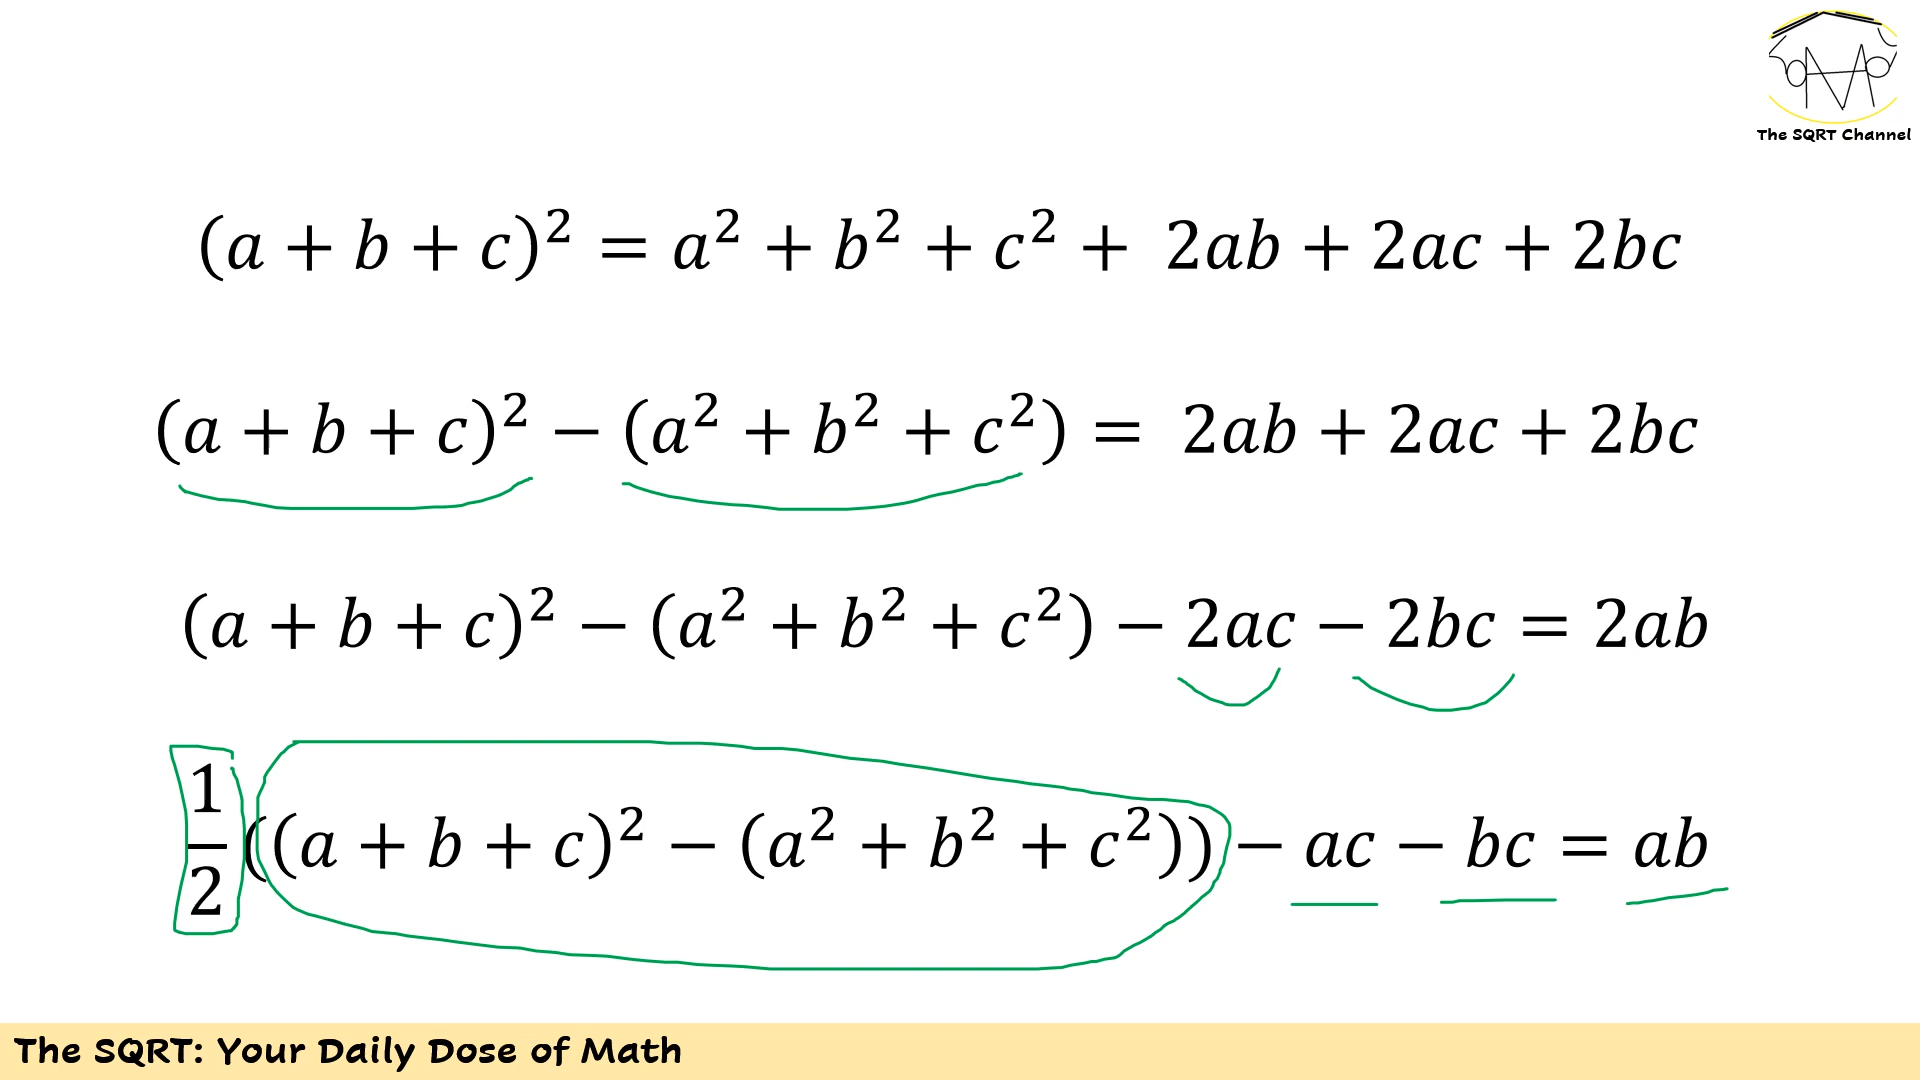 The SQRT Channel
(a + b + c)² = a² + b² + c² + 2ab + 2ac + 2bc
(a + b + c)² − (a² + b² + c²) = 2ab + 2ac + 2bc
(a + b + c)² − (a² + b² + c²) − 2ac − 2bc = 2ab
1/2 ((a + b + c)² − (a² + b² + c²)) − ac − bc = ab
The SQRT: Your Daily Dose of Math